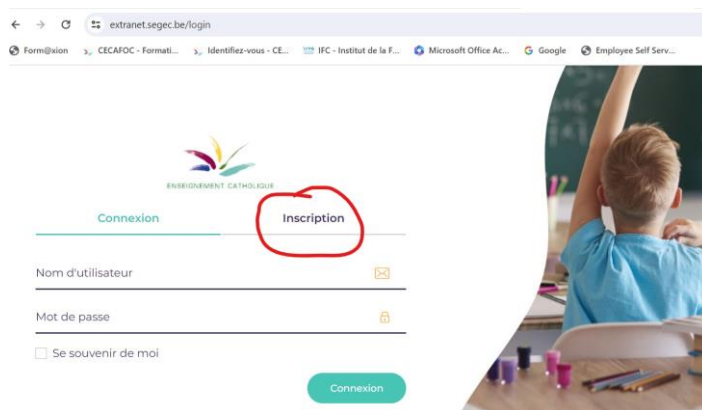 extranet.segec.be/login
Form@xion CECAFOC - Formati... Identifiez-vous - CE... IFC - Institut de la F... Microsoft Office Ac... Google Employee Self Serv...
ENSEIGNEMENT CATHOLIQUE
Connexion Inscription
Nom d'utilisateur
Mot de passe
Se souvenir de moi
Connexion